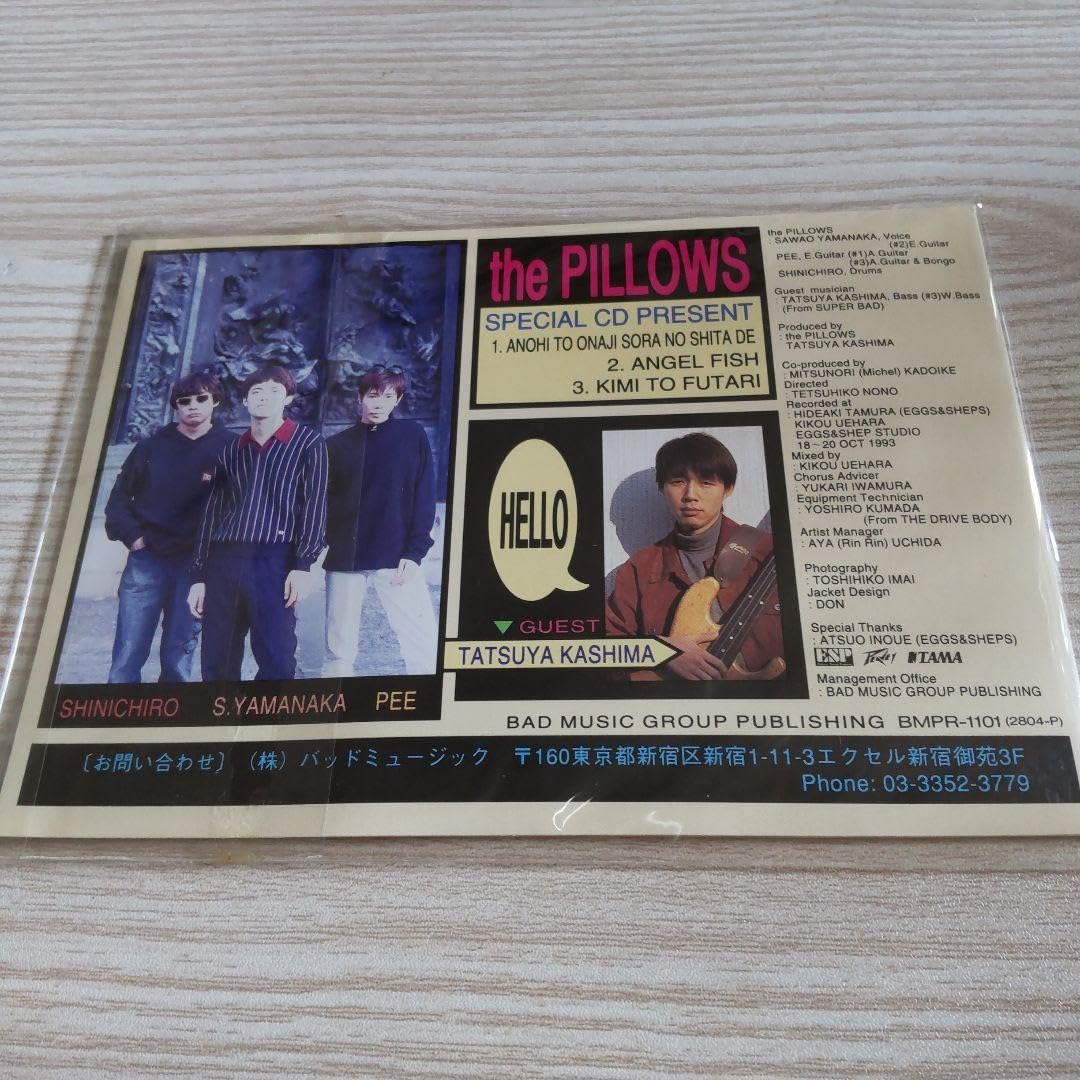 the PILLOWS
SPECIAL CD PRESENT
1. ANOHI TO ONAJI SORA NO SHITA DE
2. ANGEL FISH
3. KIMI TO FUTARI
HELLO
▼ GUEST
TATSUYA KASHIMA
SHINICHIRO S.YAMANAKA PEE
the PILLOWS
: SAWAO YAMANAKA, Voice
(#2)E.Guitar
PEE, E.Guitar (#1)A.Guitar
(#3)A.Guitar & Bongo
SHINICHIRO, Drums
Guest musician
: TATSUYA KASHIMA, Bass (#3)W.Bass
(From SUPER BAD)
Produced by
: the PILLOWS
TATSUYA KASHIMA
Co-produced by
: MITSUNORI (Michel) KADOIKE
Directed
: TETSUHIKO NONO
Recorded at
: HIDEAKI TAMURA (EGGS&SHEPS)
KIKOU UEHARA
EGGS&SHEP STUDIO
18~20 OCT 1993
Mixed by
: KIKOU UEHARA
Chorus Advicer
: YUKARI IWAMURA
Equipment Technician
: YOSHIRO KUMADA
(From THE DRIVE BODY)
Artist Manager
: AYA (Rin Rin) UCHIDA
Photography
: TOSHIHIKO IMAI
Jacket Design
: DON
Special Thanks
: ATSUO INOUE (EGGS&SHEPS)
ESP PEAVEY TAMA
Management Office
: BAD MUSIC GROUP PUBLISHING
BAD MUSIC GROUP PUBLISHING BMPR-1101 (2804-P)
〔お問い合わせ〕(株)バッドミュージック 〒160東京都新宿区新宿1-11-3エクセル新宿御苑3F
Phone: 03-3352-3779